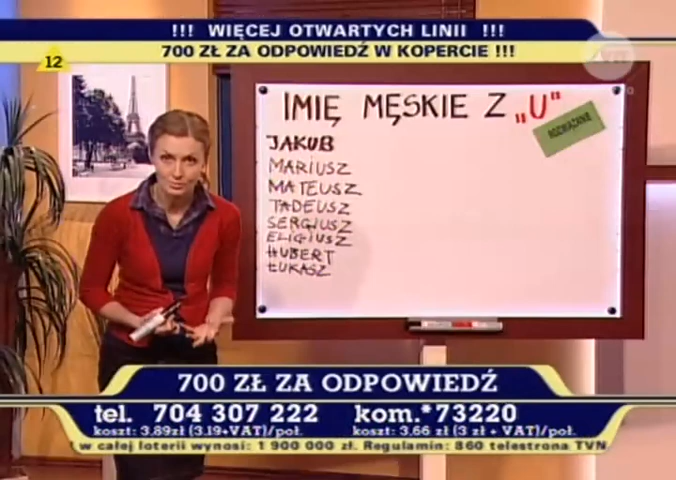 !!! WIĘCEJ OTWARTYCH LINII !!!
700 ZŁ ZA ODPOWIEDŹ W KOPERCIE !!!
12
IMIĘ MĘSKIE Z „U"
ROZWIĄZANE
JAKUB
MARIUSZ
MATEUSZ
TADEUSZ
SERGIUSZ
ELIGIUSZ
HUBERT
ŁUKASZ
700 ZŁ ZA ODPOWIEDŹ
tel. 704 307 222 kom.*73220
koszt: 3.89zł (3.19+VAT)/poł. koszt: 3,66 zł (3 zł + VAT)/poł.
w całej loterii wynosi: 1 900 000 zł. Regulamin: 860 telestrona TVN